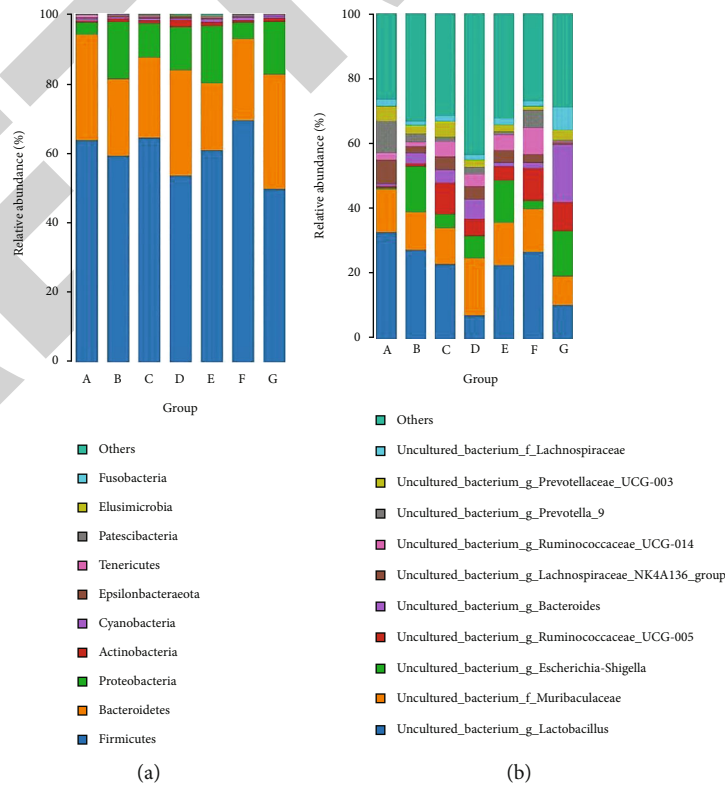 100
80
60
40
20
0
Relative abundance (%)
A B C D E F G
Group
Others
Fusobacteria
Elusimicrobia
Patescibacteria
Tenericutes
Epsilonbacteraeota
Cyanobacteria
Actinobacteria
Proteobacteria
Bacteroidetes
Firmicutes
(a)
100
80
60
40
20
0
Relative abundance (%)
A B C D E F G
Group
Others
Uncultured_bacterium_f_Lachnospiraceae
Uncultured_bacterium_g_Prevotellaceae_UCG-003
Uncultured_bacterium_g_Prevotella_9
Uncultured_bacterium_g_Ruminococcaceae_UCG-014
Uncultured_bacterium_g_Lachnospiraceae_NK4A136_group
Uncultured_bacterium_g_Bacteroides
Uncultured_bacterium_g_Ruminococcaceae_UCG-005
Uncultured_bacterium_g_Escherichia-Shigella
Uncultured_bacterium_f_Muribaculaceae
Uncultured_bacterium_g_Lactobacillus
(b)